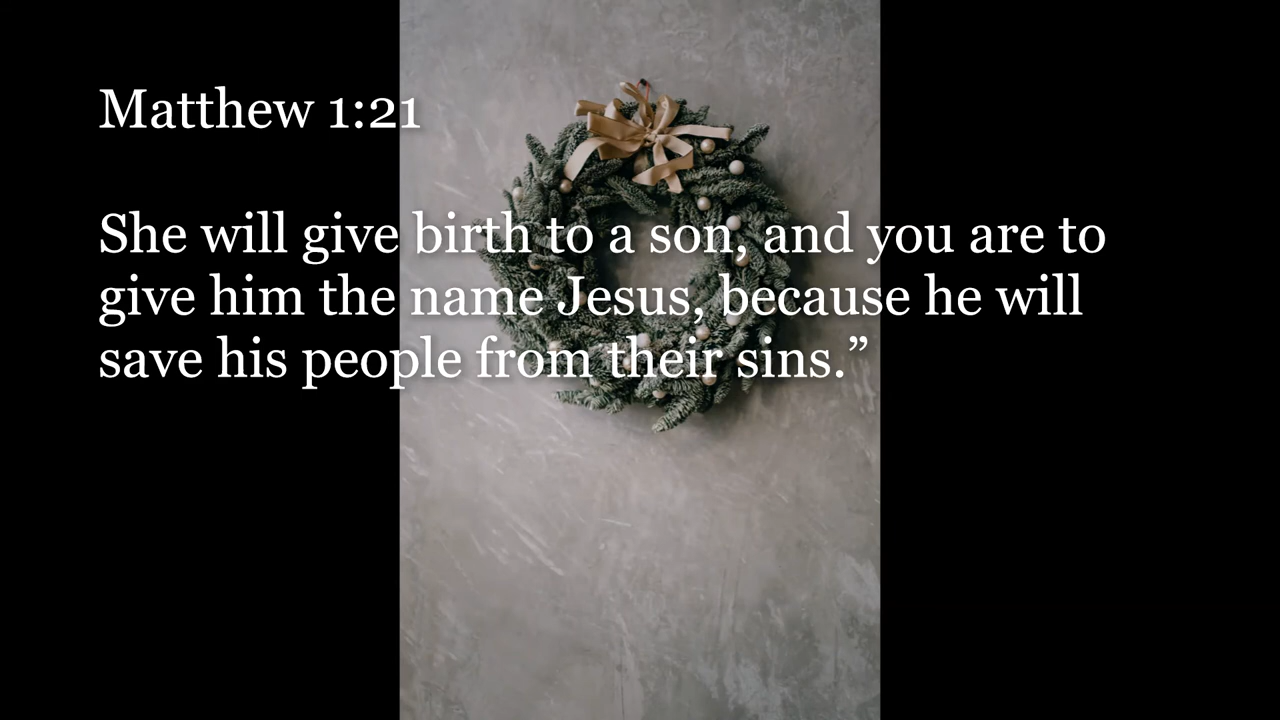 Matthew 1:21
She will give birth to a son, and you are to
give him the name Jesus, because he will
save his people from their sins.”